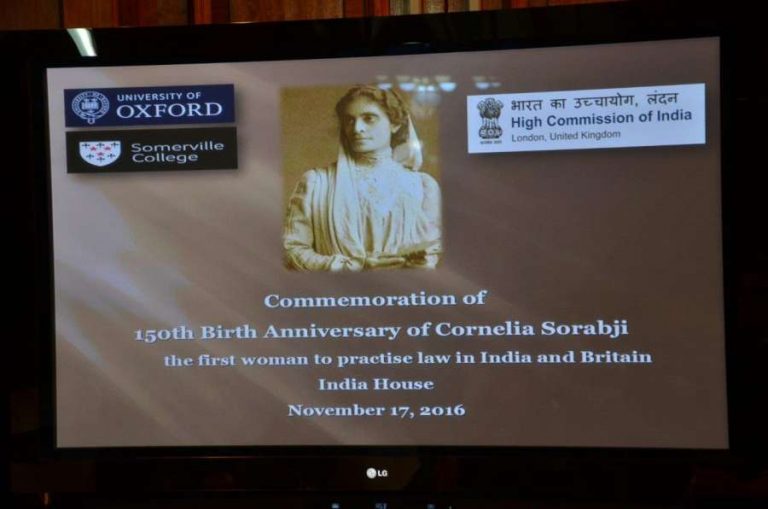 UNIVERSITY OF
OXFORD
Somerville
College
भारत का उच्चायोग, लंदन
High Commission of India
London, United Kingdom
Commemoration of
150th Birth Anniversary of Cornelia Sorabji
the first woman to practise law in India and Britain
India House
November 17, 2016
LG